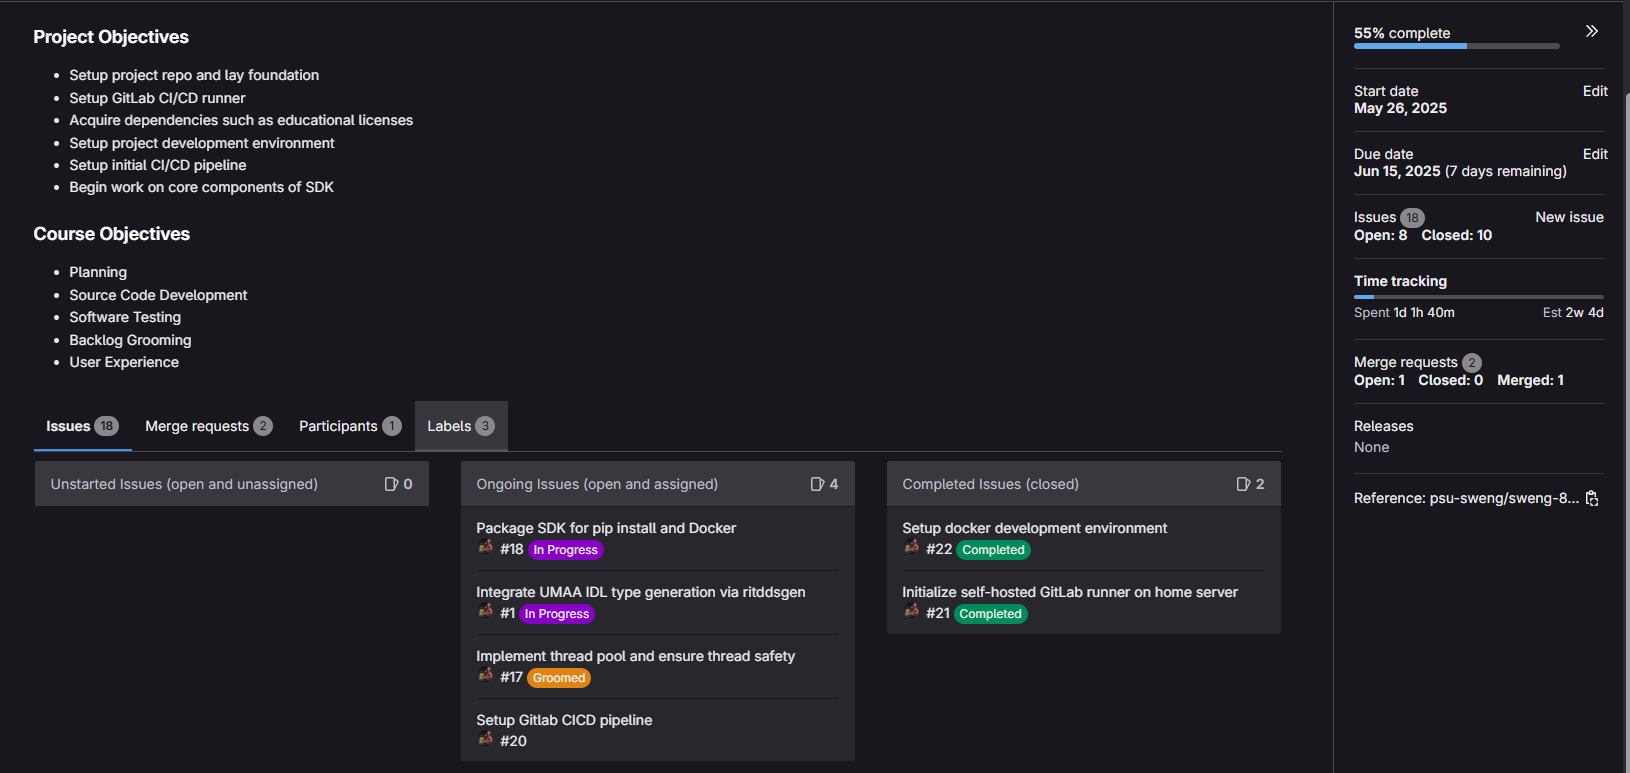 Project Objectives
Setup project repo and lay foundation
Setup GitLab CI/CD runner
Acquire dependencies such as educational licenses
Setup project development environment
Setup initial CI/CD pipeline
Begin work on core components of SDK
Course Objectives
Planning
Source Code Development
Software Testing
Backlog Grooming
User Experience
Issues 18 Merge requests 2 Participants 1 Labels 3
Unstarted Issues (open and unassigned) 0
Ongoing Issues (open and assigned) 4
Package SDK for pip install and Docker
#18 In Progress
Integrate UMAA IDL type generation via ritddsgen
#1 In Progress
Implement thread pool and ensure thread safety
#17 Groomed
Setup Gitlab CICD pipeline
#20
Completed Issues (closed) 2
Setup docker development environment
#22 Completed
Initialize self-hosted GitLab runner on home server
#21 Completed
55% complete
Start date Edit
May 26, 2025
Due date Edit
Jun 15, 2025 (7 days remaining)
Issues 18 New issue
Open: 8 Closed: 10
Time tracking
Spent 1d 1h 40m Est 2w 4d
Merge requests 2
Open: 1 Closed: 0 Merged: 1
Releases
None
Reference: psu-sweng/sweng-8...